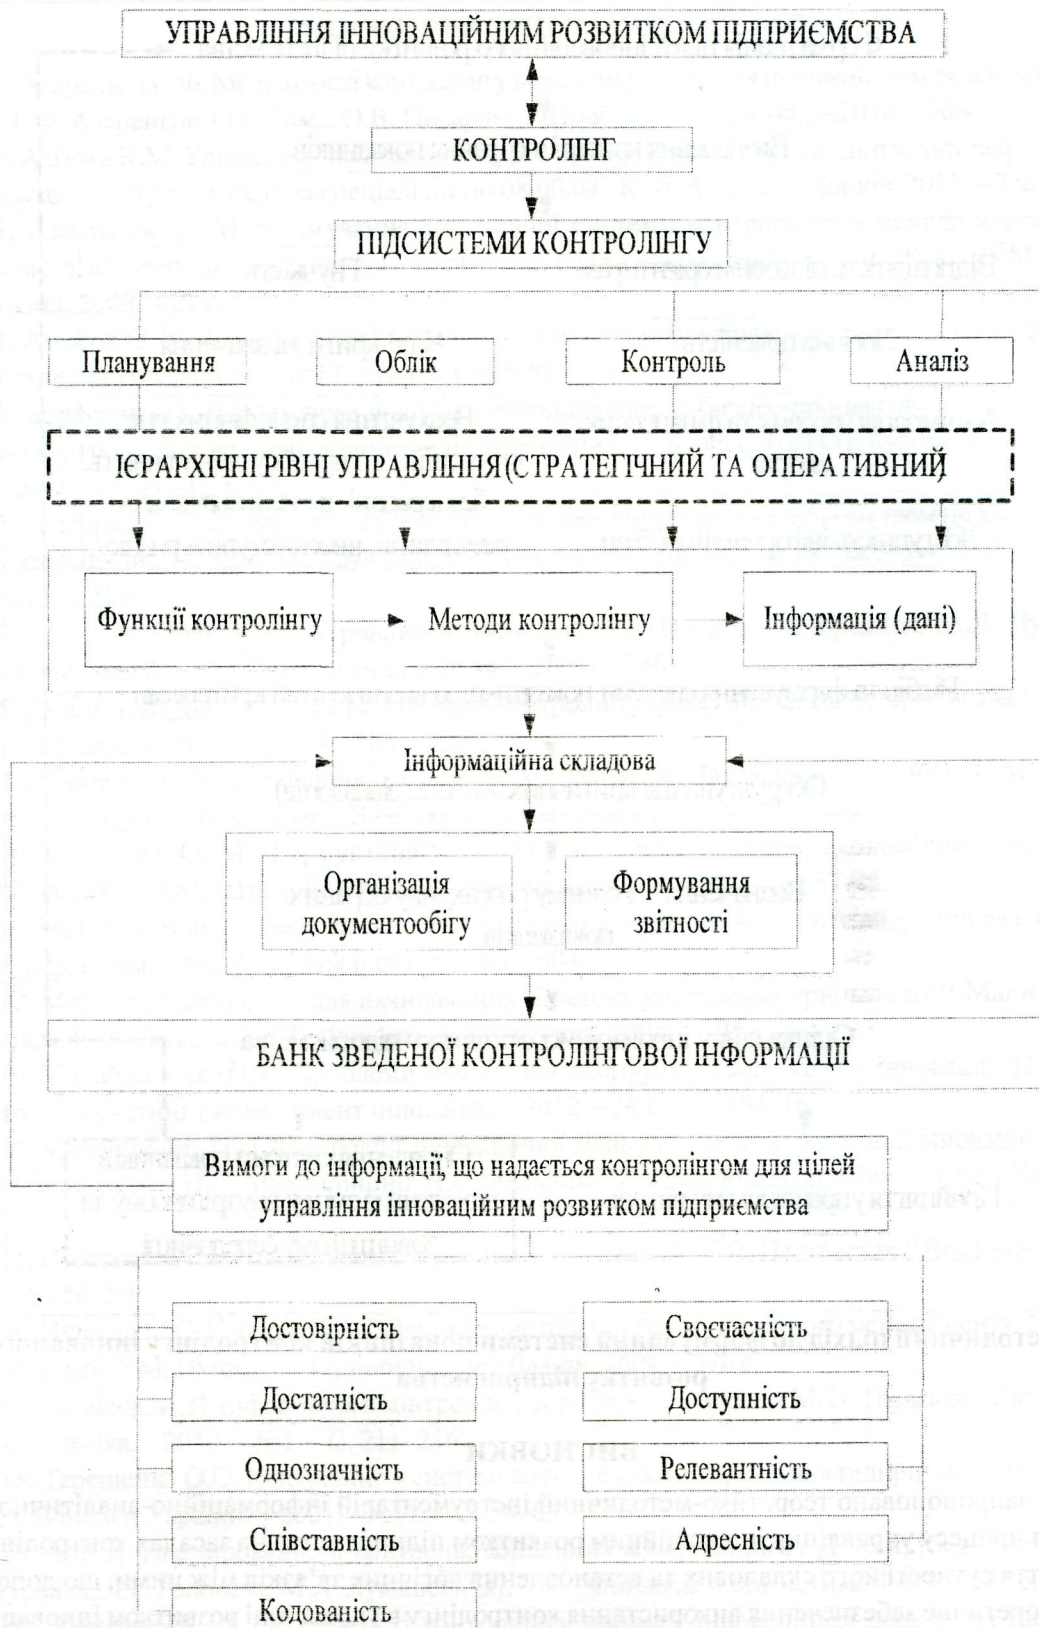 УПРАВЛІННЯ ІННОВАЦІЙНИМ РОЗВИТКОМ ПІДПРИЄМСТВА
КОНТРОЛІНГ
ПІДСИСТЕМИ КОНТРОЛІНГУ
Планування
Облік
Контроль
Аналіз
ІЄРАРХІЧНІ РІВНІ УПРАВЛІННЯ (СТРАТЕГІЧНИЙ ТА ОПЕРАТИВНИЙ)
Функції контролінгу
Методи контролінгу
Інформація (дані)
Інформаційна складова
Організація
документообігу
Формування
звітності
БАНК ЗВЕДЕНОЇ КОНТРОЛІНГОВОЇ ІНФОРМАЦІЇ
Вимоги до інформації, що надається контролінгом для цілей
управління інноваційним розвитком підприємства
Достовірність
Своєчасність
Достатність
Доступність
Однозначність
Релевантність
Співставність
Адресність
Кодованість